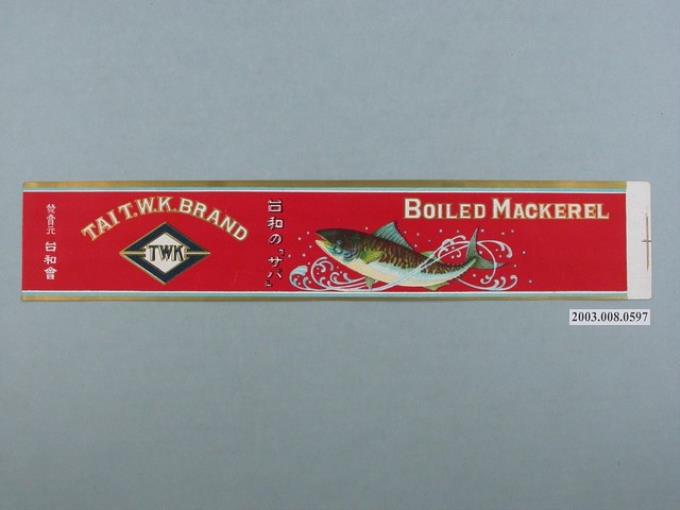 發賣元 台和會
TAI T.W.K. BRAND
TWK
台和の「サバ」
BOILED MACKEREL
2003.008.0597